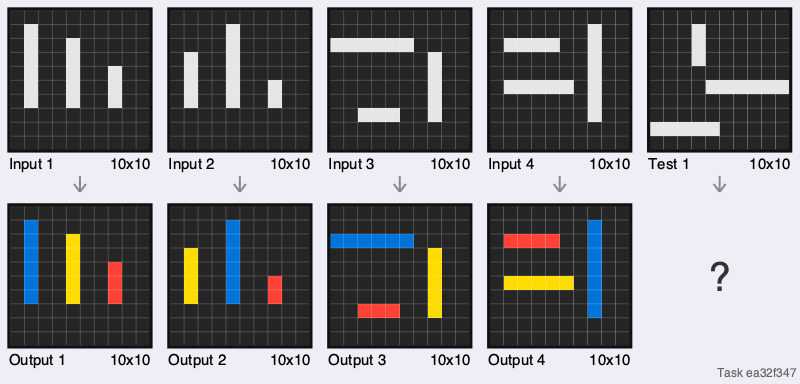 Input 1 10x10
Input 2 10x10
Input 3 10x10
Input 4 10x10
Test 1 10x10
?
Output 1 10x10
Output 2 10x10
Output 3 10x10
Output 4 10x10
Task ea32f347